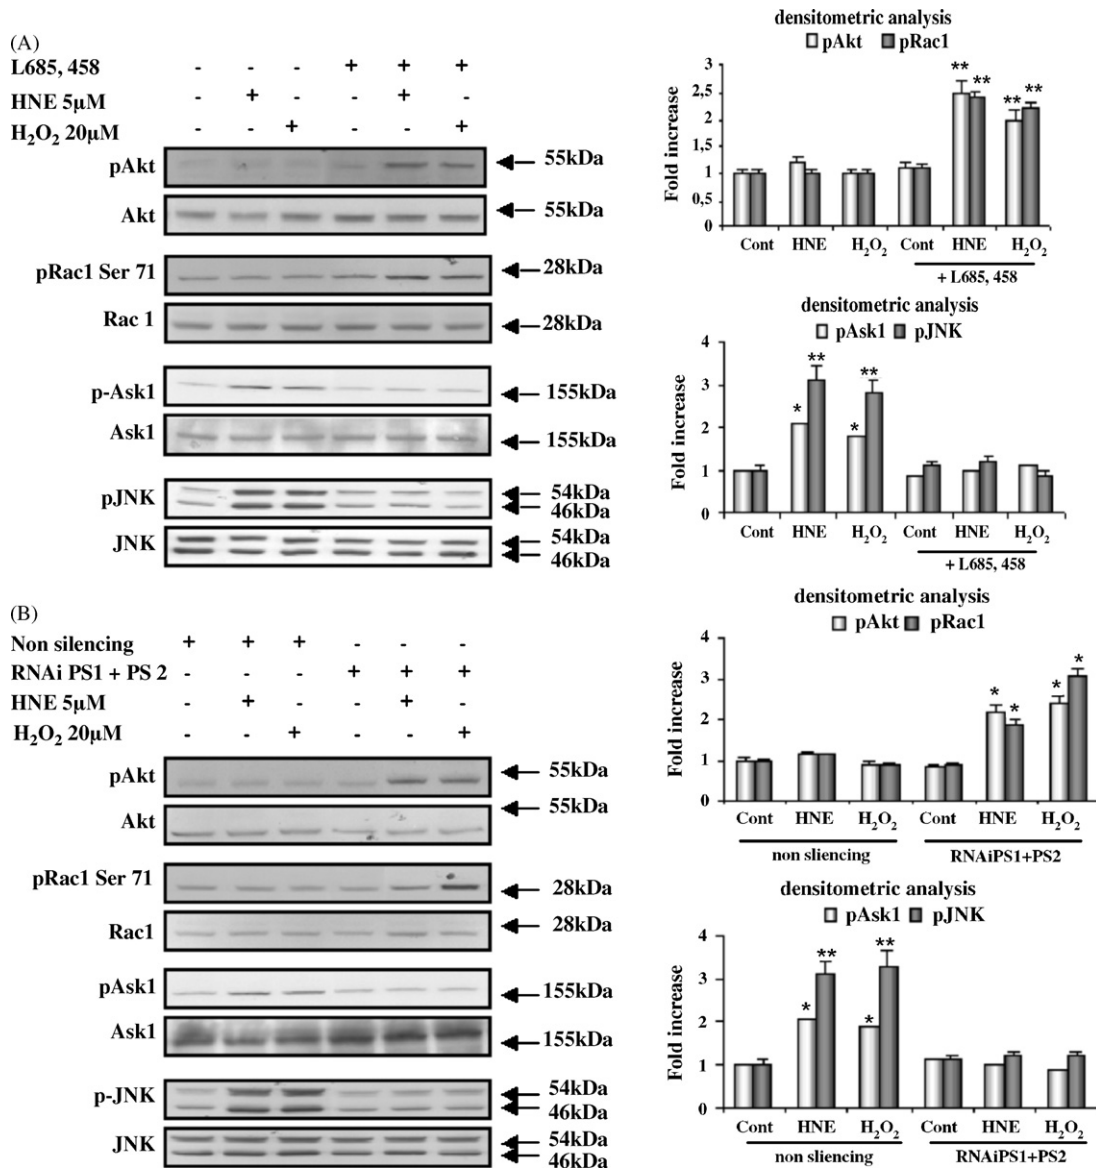 (A)
L685, 458 - - - + + +
HNE 5µM - + - - + -
H₂O₂ 20µM - - + - - +
pAkt 55kDa
Akt 55kDa
pRac1 Ser 71 28kDa
Rac 1 28kDa
p-Ask1 155kDa
Ask1 155kDa
pJNK 54kDa
46kDa
JNK 54kDa
46kDa
densitometric analysis
pAkt pRac1
Fold increase
3
2,5
2
1
0,5
0
** ** ** **
Cont HNE H₂O₂ Cont HNE H₂O₂
+ L685, 458
densitometric analysis
pAsk1 pJNK
Fold increase
4
3
2
1
0
* ** * **
Cont HNE H₂O₂ Cont HNE H₂O₂
+ L685, 458
(B)
Non silencing + + + - - -
RNAi PS1 + PS 2 - - - + + +
HNE 5µM - + - - + -
H₂O₂ 20µM - - + - - +
pAkt 55kDa
Akt 55kDa
pRac1 Ser 71 28kDa
Rac1 28kDa
pAsk1 155kDa
Ask1 155kDa
p-JNK 54kDa
46kDa
JNK 54kDa
46kDa
densitometric analysis
pAkt pRac1
Fold increase
4
3
2
1
0
* * * *
Cont HNE H₂O₂ Cont HNE H₂O₂
non sliencing RNAiPS1+PS2
densitometric analysis
pAsk1 pJNK
Fold increase
4
3
2
1
0
* ** * **
Cont HNE H₂O₂ Cont HNE H₂O₂
non silencing RNAiPS1+PS2